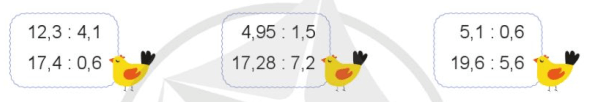 12,3 : 4,1
17,4 : 0,6
4,95 : 1,5
17,28 : 7,2
5,1 : 0,6
19,6 : 5,6